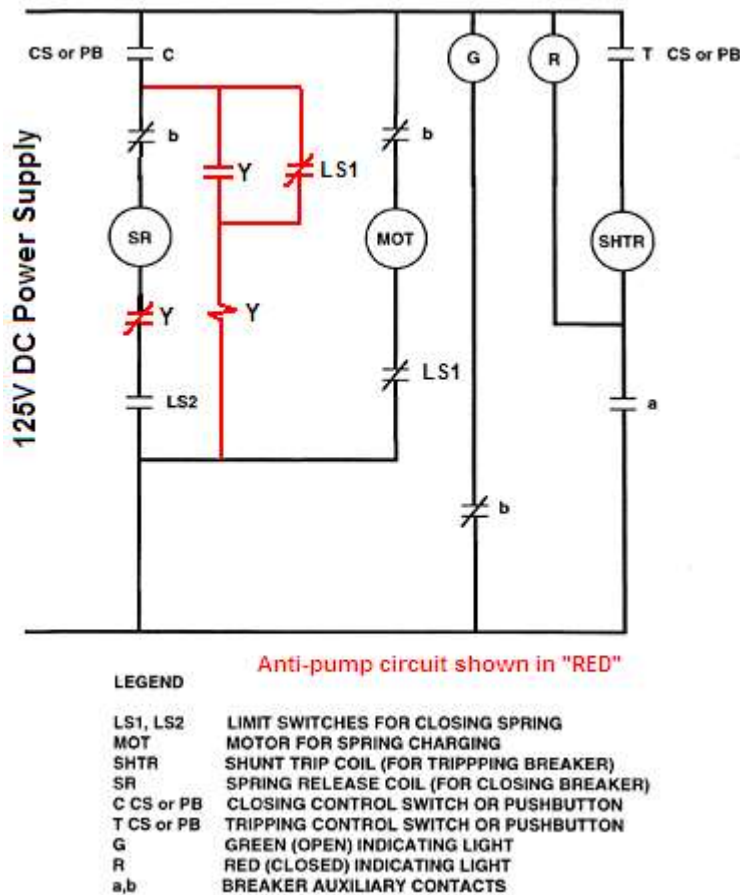 CS or PB C
G
R
T CS or PB
b
Y
LS1
b
125V DC Power Supply
SR
MOT
SHTR
Y
Y
LS1
LS2
a
b
Anti-pump circuit shown in "RED"
LEGEND
LS1, LS2 LIMIT SWITCHES FOR CLOSING SPRING
MOT MOTOR FOR SPRING CHARGING
SHTR SHUNT TRIP COIL (FOR TRIPPPING BREAKER)
SR SPRING RELEASE COIL (FOR CLOSING BREAKER)
C CS or PB CLOSING CONTROL SWITCH OR PUSHBUTTON
T CS or PB TRIPPING CONTROL SWITCH OR PUSHBUTTON
G GREEN (OPEN) INDICATING LIGHT
R RED (CLOSED) INDICATING LIGHT
a,b BREAKER AUXILIARY CONTACTS